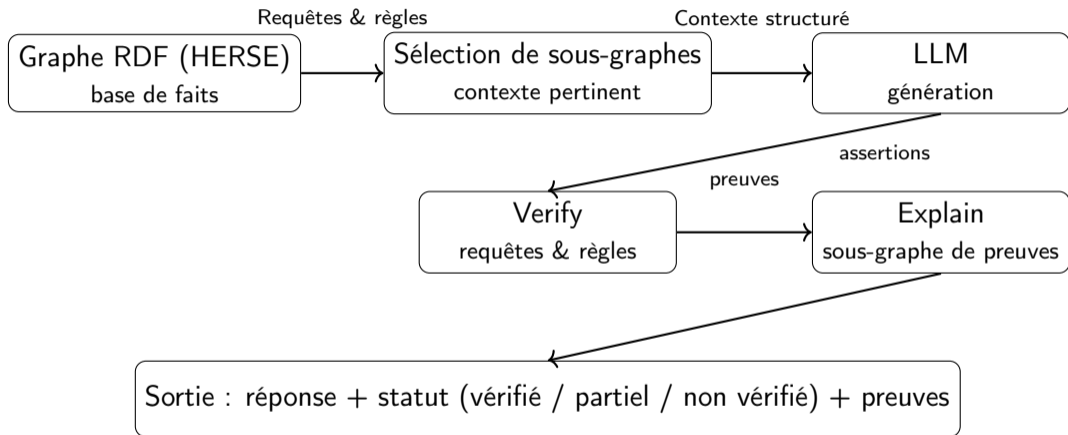 Requêtes & règles
Contexte structuré
Graphe RDF (HERSE)
base de faits
Sélection de sous-graphes
contexte pertinent
LLM
génération
assertions
preuves
Verify
requêtes & règles
Explain
sous-graphe de preuves
Sortie : réponse + statut (vérifié / partiel / non vérifié) + preuves